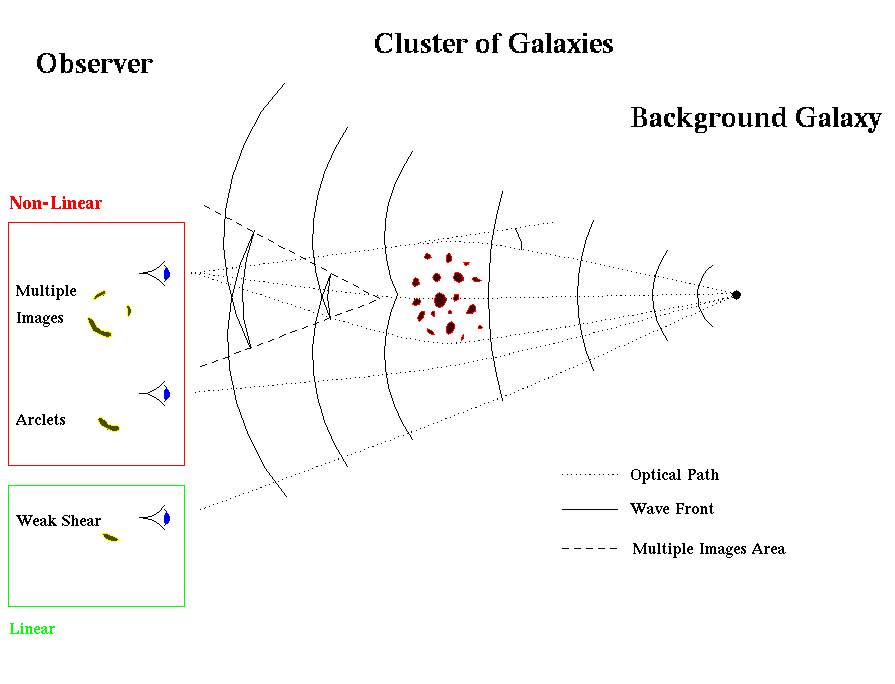 Cluster of Galaxies
Observer
Background Galaxy
Non-Linear
Multiple
Images
Arclets
Weak Shear
Linear
Optical Path
Wave Front
Multiple Images Area